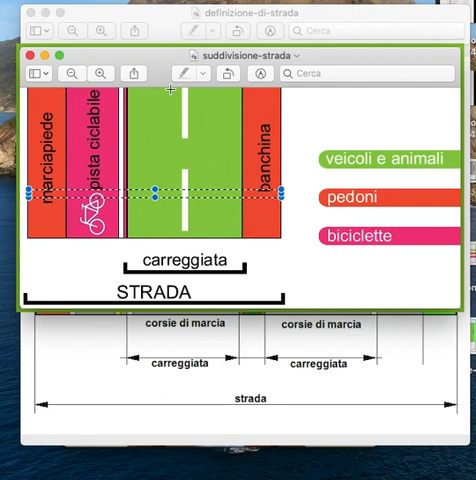 definizione-di-strada
Cerca
suddivisione-strada
Cerca
marciapiede
pista ciclabile
banchina
veicoli e animali
pedoni
biciclette
carreggiata
STRADA
corsie di marcia
corsie di marcia
carreggiata
carreggiata
strada